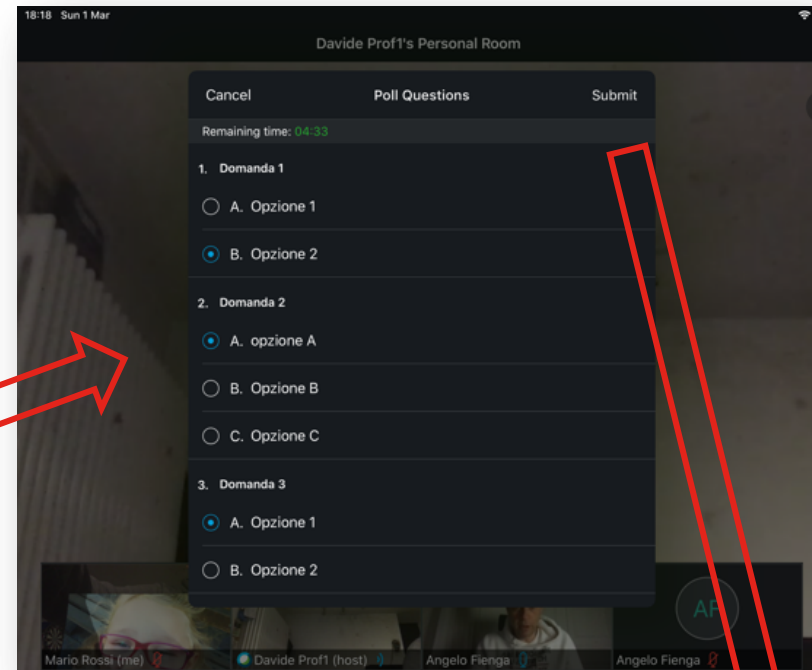 18:18 Sun 1 Mar
Davide Prof1's Personal Room
Cancel Poll Questions Submit
Remaining time: 04:33
1. Domanda 1
A. Opzione 1
B. Opzione 2
2. Domanda 2
A. opzione A
B. Opzione B
C. Opzione C
3. Domanda 3
A. Opzione 1
B. Opzione 2
AF
Mario Rossi (me) Davide Prof1 (host) Angelo Fienga Angelo Fienga